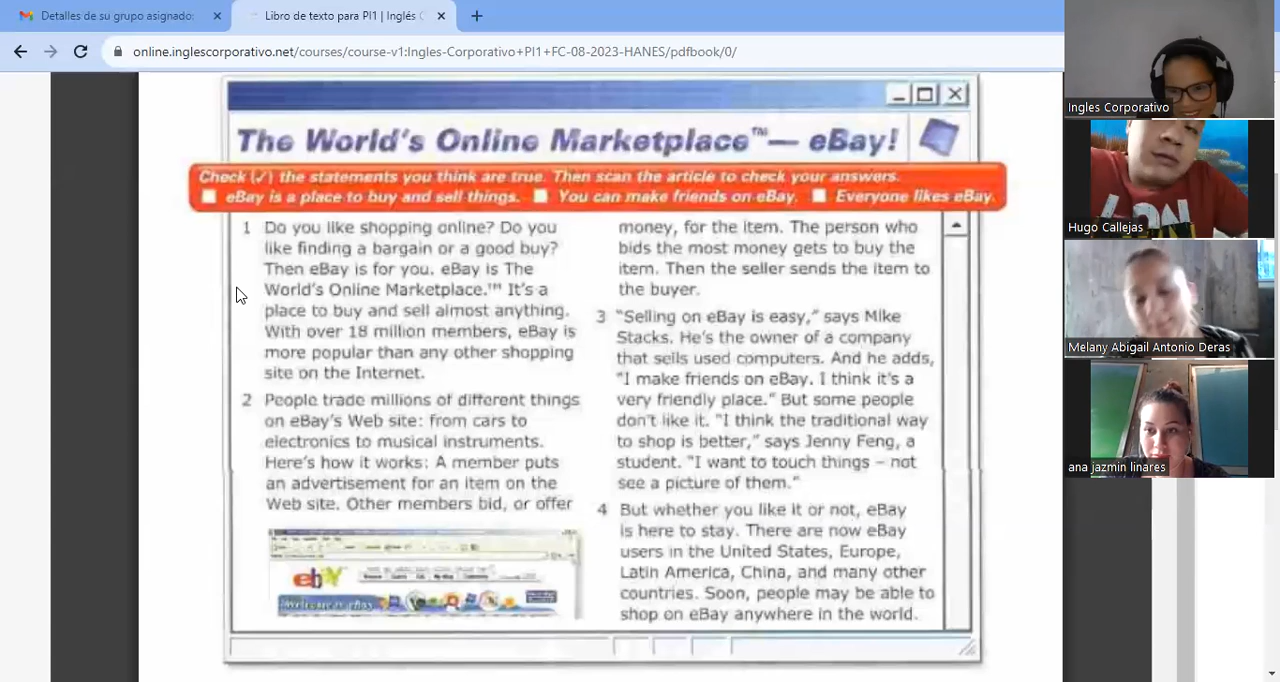 Detalles de su grupo asignado:
Libro de texto para PI1 | Inglés C
online.inglescorporativo.net/courses/course-v1:Ingles-Corporativo+PI1+FC-08-2023-HANES/pdfbook/0/
The World's Online Marketplace™— eBay!
Check (✓) the statements you think are true. Then scan the article to check your answers.
eBay is a place to buy and sell things. You can make friends on eBay. Everyone likes eBay.
1 Do you like shopping online? Do you
like finding a bargain or a good buy?
Then eBay is for you. eBay is The
World's Online Marketplace.™ It's a
place to buy and sell almost anything.
With over 18 million members, eBay is
more popular than any other shopping
site on the Internet.
2 People trade millions of different things
on eBay's Web site: from cars to
electronics to musical instruments.
Here's how it works: A member puts
an advertisement for an item on the
Web site. Other members bid, or offer
money, for the item. The person who
bids the most money gets to buy the
item. Then the seller sends the item to
the buyer.
3 "Selling on eBay is easy," says Mike
Stacks. He's the owner of a company
that sells used computers. And he adds,
"I make friends on eBay. I think it's a
very friendly place." But some people
don't like it. "I think the traditional way
to shop is better," says Jenny Feng, a
student. "I want to touch things – not
see a picture of them."
4 But whether you like it or not, eBay
is here to stay. There are now eBay
users in the United States, Europe,
Latin America, China, and many other
countries. Soon, people may be able to
shop on eBay anywhere in the world.
ebY
Welcome to eBay
Ingles Corporativo
Hugo Callejas
Melany Abigail Antonio Deras
ana jazmin linares